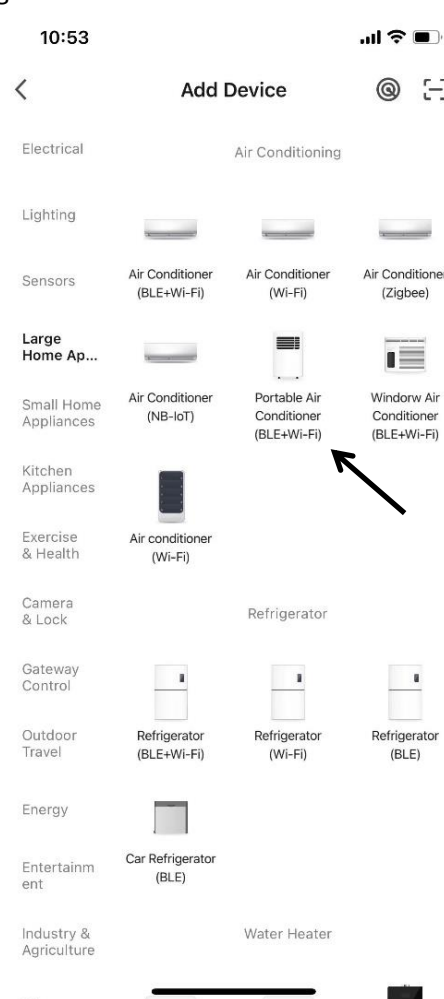 10:53
Add Device
Electrical
Lighting
Sensors
Large
Home Ap...
Small Home
Appliances
Kitchen
Appliances
Exercise
& Health
Camera
& Lock
Gateway
Control
Outdoor
Travel
Energy
Entertainm
ent
Industry &
Agriculture
Air Conditioning
Air Conditioner
(BLE+Wi-Fi)
Air Conditioner
(Wi-Fi)
Air Conditioner
(Zigbee)
Air Conditioner
(NB-IoT)
Portable Air
Conditioner
(BLE+Wi-Fi)
Windorw Air
Conditioner
(BLE+Wi-Fi)
Air conditioner
(Wi-Fi)
Refrigerator
Refrigerator
(BLE+Wi-Fi)
Refrigerator
(Wi-Fi)
Refrigerator
(BLE)
Car Refrigerator
(BLE)
Water Heater